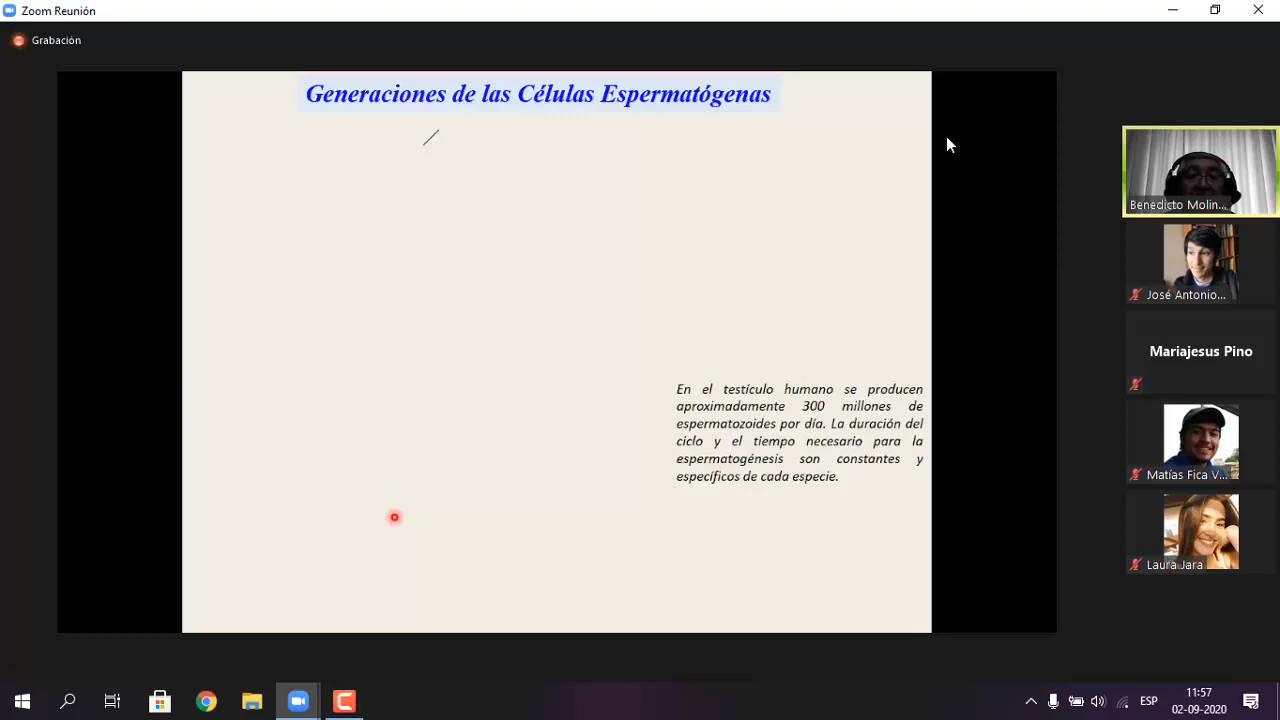 Zoom Reunión
Grabación
Generaciones de las Células Espermatógenas
En el testículo humano se producen
aproximadamente 300 millones de
espermatozoides por día. La duración del
ciclo y el tiempo necesario para la
espermatogénesis son constantes y
específicos de cada especie.
Benedicto Molin...
José Antonio...
Mariajesus Pino
Matías Fica V...
Laura Jara
ESP
11:57
02-09-2020